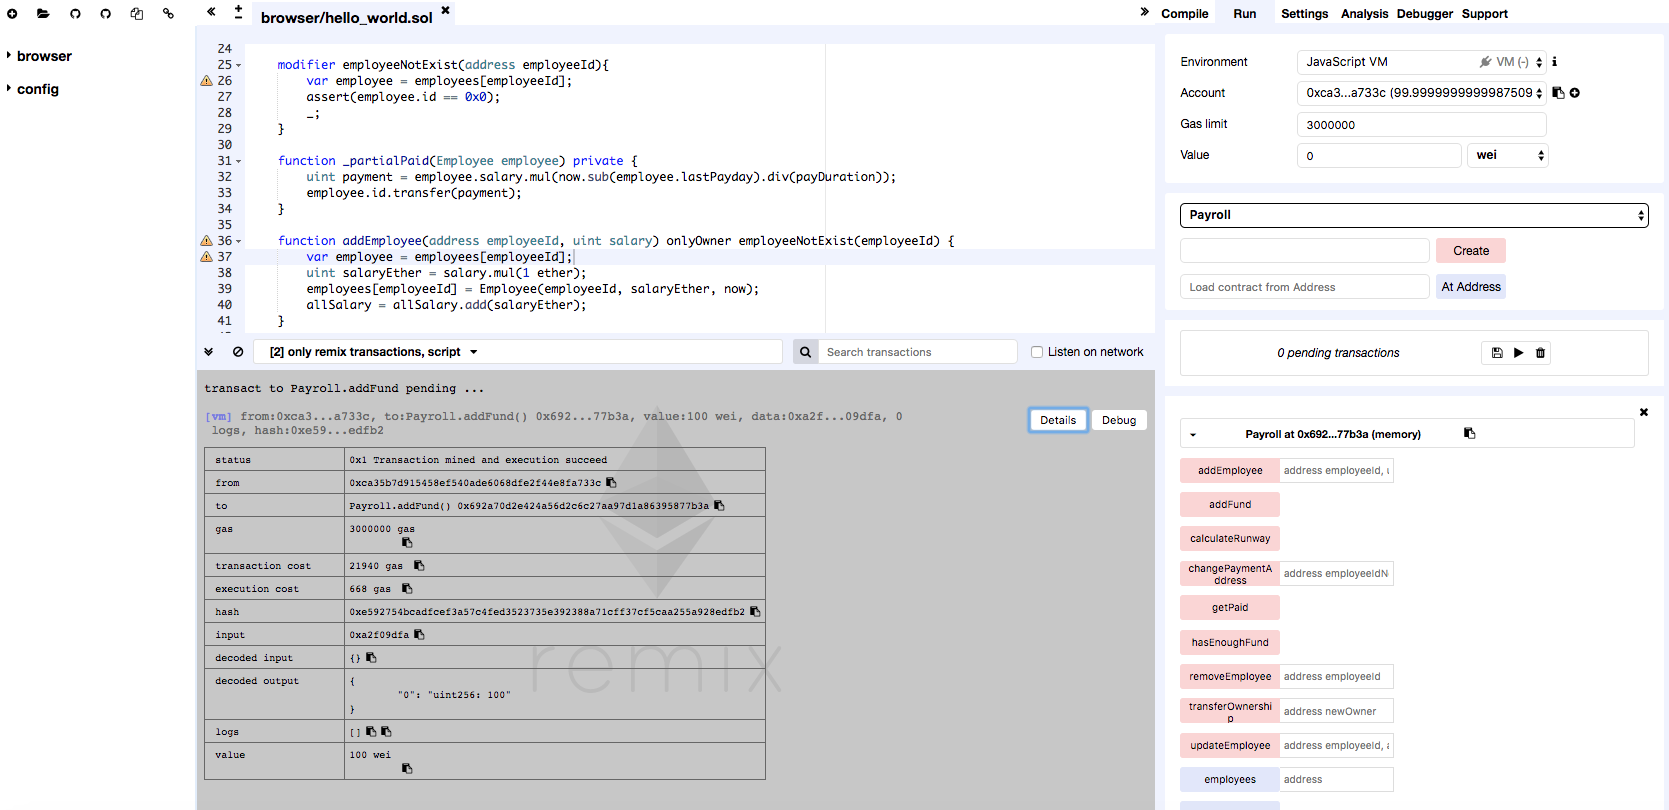 browser/hello_world.sol
Compile Run Settings Analysis Debugger Support
browser
config
24
25 modifier employeeNotExist(address employeeId){
26 var employee = employees[employeeId];
27 assert(employee.id == 0x0);
28 _;
29 }
30
31 function _partialPaid(Employee employee) private {
32 uint payment = employee.salary.mul(now.sub(employee.lastPayday).div(payDuration));
33 employee.id.transfer(payment);
34 }
35
36 function addEmployee(address employeeId, uint salary) onlyOwner employeeNotExist(employeeId) {
37 var employee = employees[employeeId];
38 uint salaryEther = salary.mul(1 ether);
39 employees[employeeId] = Employee(employeeId, salaryEther, now);
40 allSalary = allSalary.add(salaryEther);
41 }
[2] only remix transactions, script
Search transactions
Listen on network
transact to Payroll.addFund pending ...
[vm] from:0xca3...a733c, to:Payroll.addFund() 0x692...77b3a, value:100 wei, data:0xa2f...09dfa, 0
logs, hash:0xe59...edfb2
Details Debug
status 0x1 Transaction mined and execution succeed
from 0xca35b7d915458ef540ade6068dfe2f44e8fa733c
to Payroll.addFund() 0x692a70d2e424a56d2c6c27aa97d1a86395877b3a
gas 3000000 gas
transaction cost 21940 gas
execution cost 668 gas
hash 0xe592754bcadfcef3a57c4fed3523735e392388a71cff37cf5caa255a928edfb2
input 0xa2f09dfa
decoded input {}
decoded output {
"0": "uint256: 100"
}
logs []
value 100 wei
remix
Environment JavaScript VM VM (-)
Account 0xca3...a733c (99.9999999999987509
Gas limit 3000000
Value 0 wei
Payroll
Create
Load contract from Address At Address
0 pending transactions
Payroll at 0x692...77b3a (memory)
addEmployee address employeeId, u
addFund
calculateRunway
changePaymentA
ddress address employeeIdN
getPaid
hasEnoughFund
removeEmployee address employeeId
transferOwnershi
p address newOwner
updateEmployee address employeeId, a
employees address